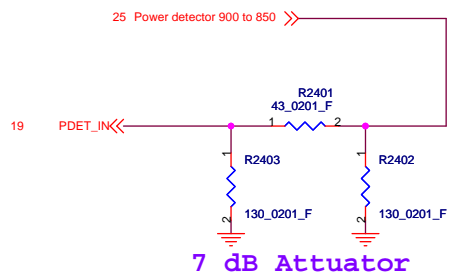 25 Power detector 900 to 850
R2401
43_0201_F
19 PDET_IN
1 2
1 R2403
1 R2402
2 130_0201_F
2 130_0201_F
7 dB Attuator